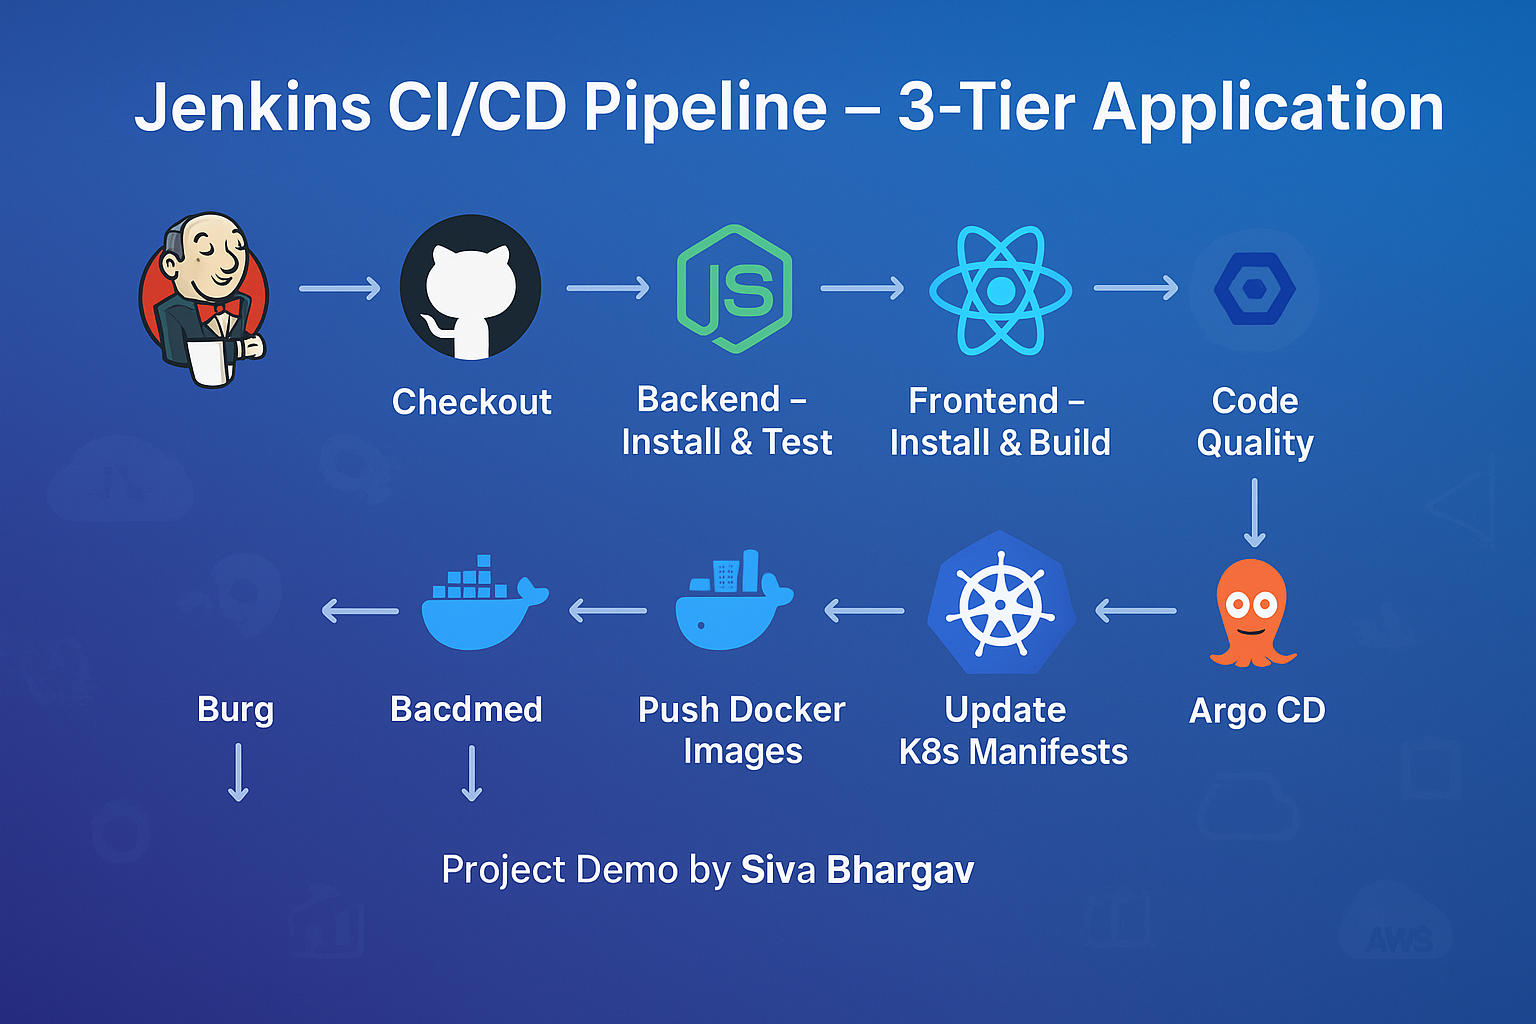 Jenkins CI/CD Pipeline – 3-Tier Application
JS
Checkout
Backend –
Install & Test
Frontend –
Install & Build
Code
Quality
Burg
Bacdmed
Push Docker
Images
Update
K8s Manifests
Argo CD
Project Demo by Siva Bhargav
AWS